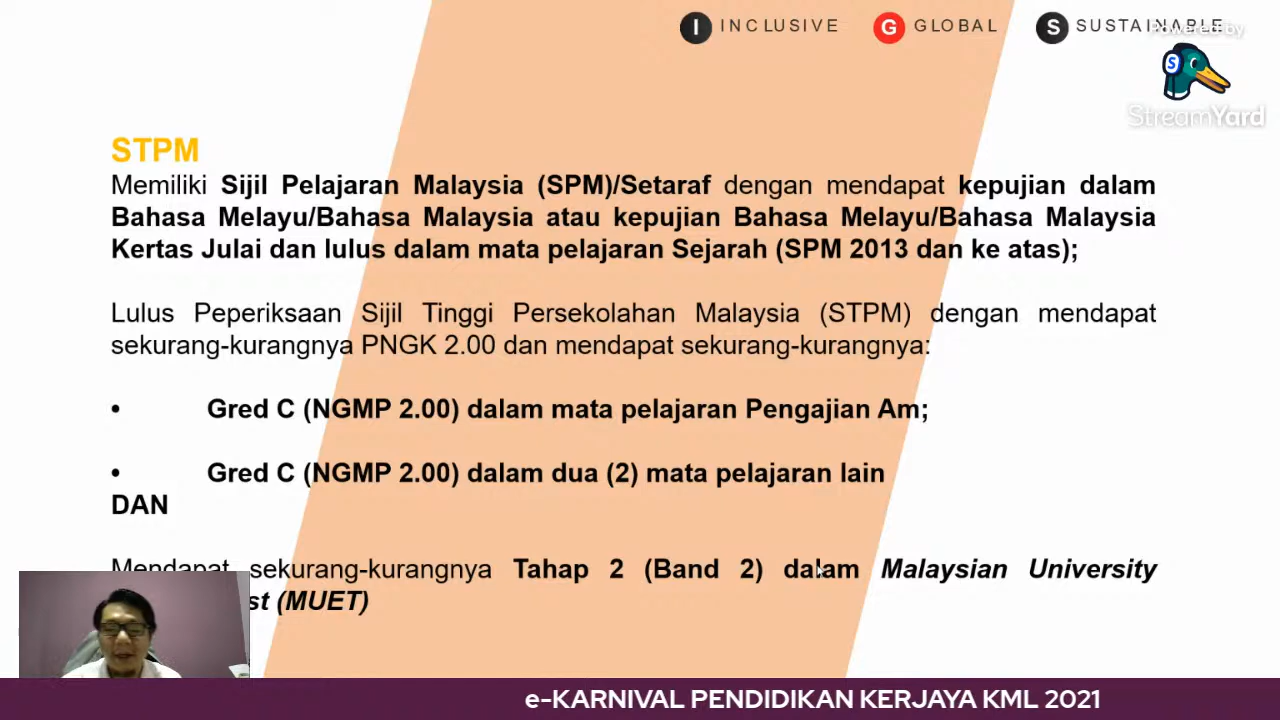 I INCLUSIVE G GLOBAL S SUSTAINABLE
Powered by
StreamYard
STPM
Memiliki Sijil Pelajaran Malaysia (SPM)/Setaraf dengan mendapat kepujian dalam
Bahasa Melayu/Bahasa Malaysia atau kepujian Bahasa Melayu/Bahasa Malaysia
Kertas Julai dan lulus dalam mata pelajaran Sejarah (SPM 2013 dan ke atas);
Lulus Peperiksaan Sijil Tinggi Persekolahan Malaysia (STPM) dengan mendapat
sekurang-kurangnya PNGK 2.00 dan mendapat sekurang-kurangnya:
• Gred C (NGMP 2.00) dalam mata pelajaran Pengajian Am;
• Gred C (NGMP 2.00) dalam dua (2) mata pelajaran lain
DAN
Mendapat sekurang-kurangnya Tahap 2 (Band 2) dalam Malaysian University
st (MUET)
e-KARNIVAL PENDIDIKAN KERJAYA KML 2021